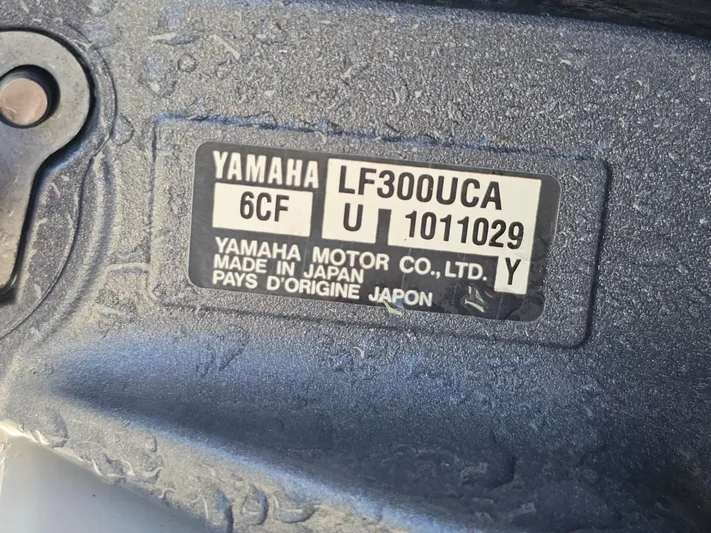 YAMAHA LF300UCA
6CF U 1011029
YAMAHA MOTOR CO., LTD. Y
MADE IN JAPAN
PAYS D'ORIGINE JAPON